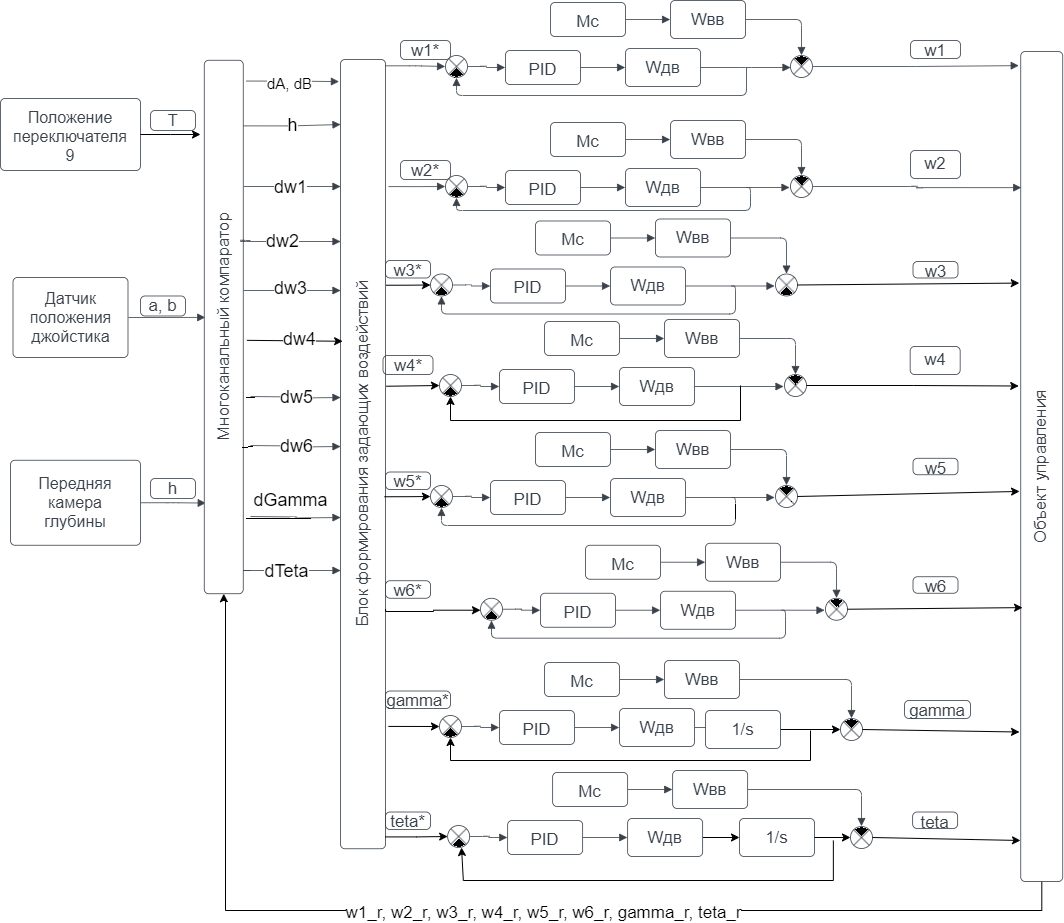 Положение
переключателя
9
T
Датчик
положения
джойстика
a, b
Передняя
камера
глубины
h
Многоканальный компаратор
dA, dB
h
dw1
dw2
dw3
dw4
dw5
dw6
dGamma
dTeta
Блок формирования задающих воздействий
Mc
Wвв
w1*
PID
Wдв
w1
Mc
Wвв
w2*
PID
Wдв
w2
Mc
Wвв
w3*
PID
Wдв
w3
Mc
Wвв
w4*
PID
Wдв
w4
Mc
Wвв
w5*
PID
Wдв
w5
Mc
Wвв
w6*
PID
Wдв
w6
Mc
Wвв
gamma*
PID
Wдв
1/s
gamma
Mc
Wвв
teta*
PID
Wдв
1/s
teta
Объект управления
w1_r, w2_r, w3_r, w4_r, w5_r, w6_r, gamma_r, teta_r